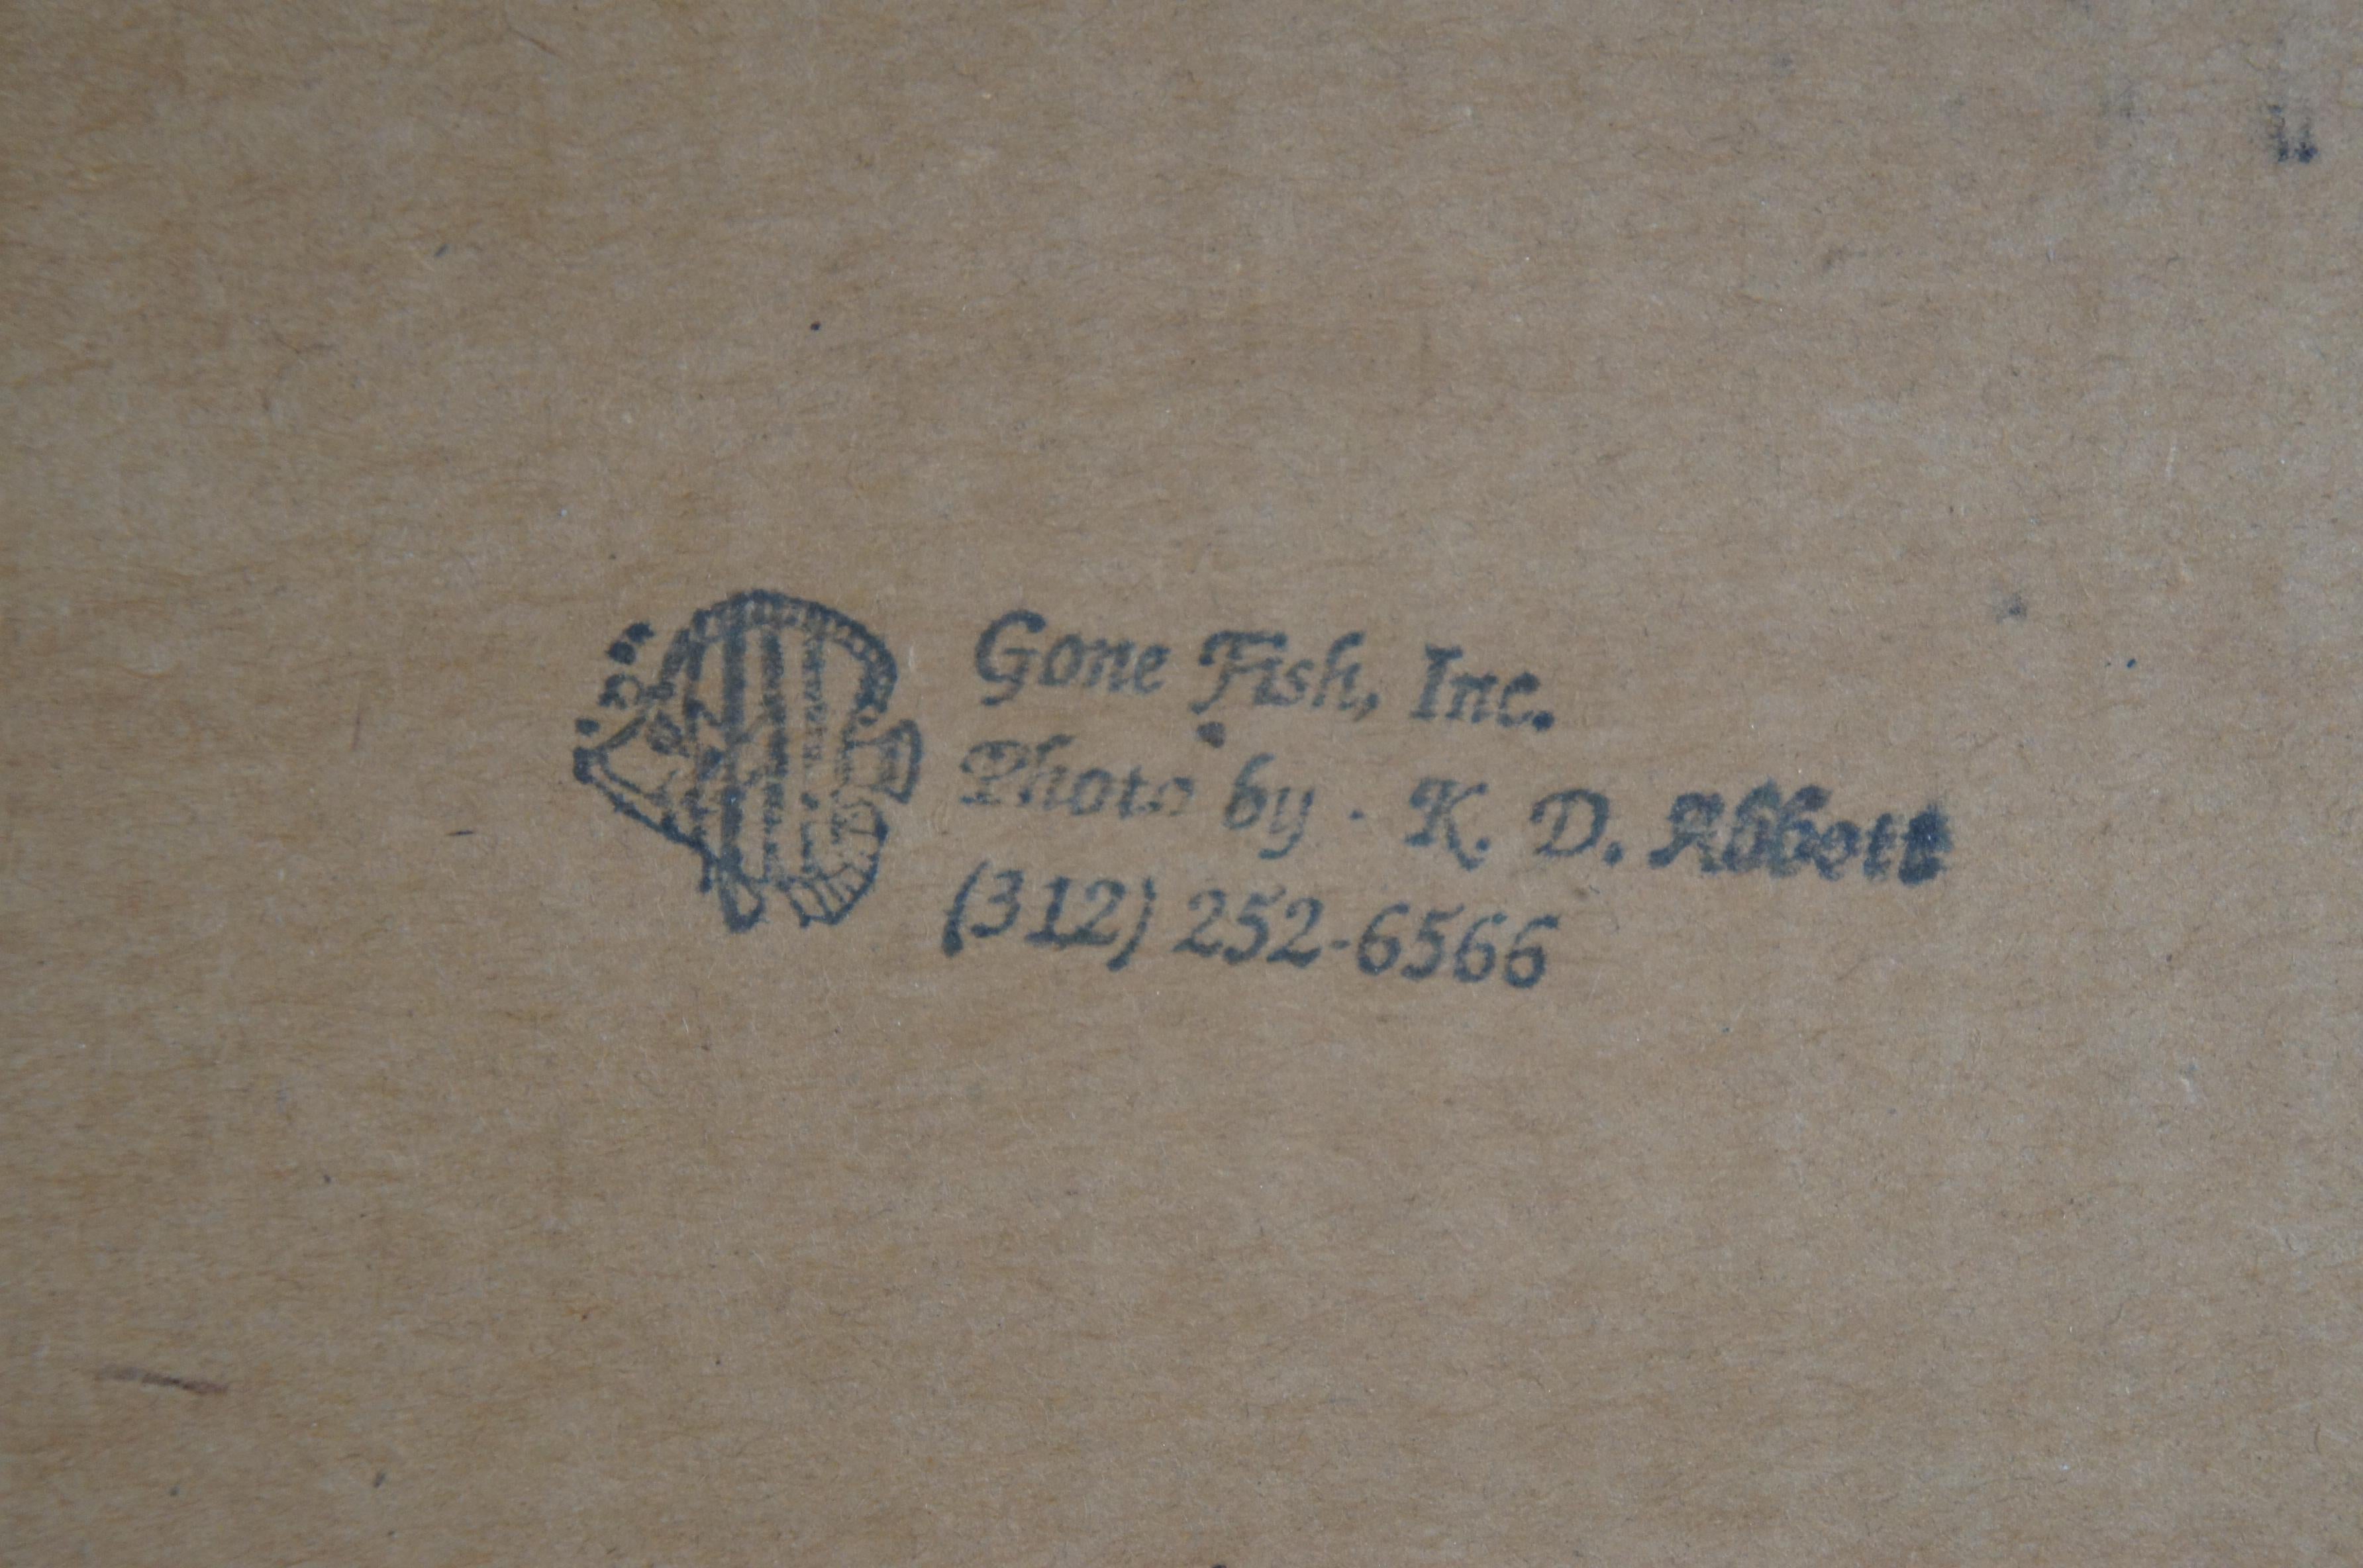 Gone Fish, Inc.
Photo by · K. D. Abbott
(312) 252-6566